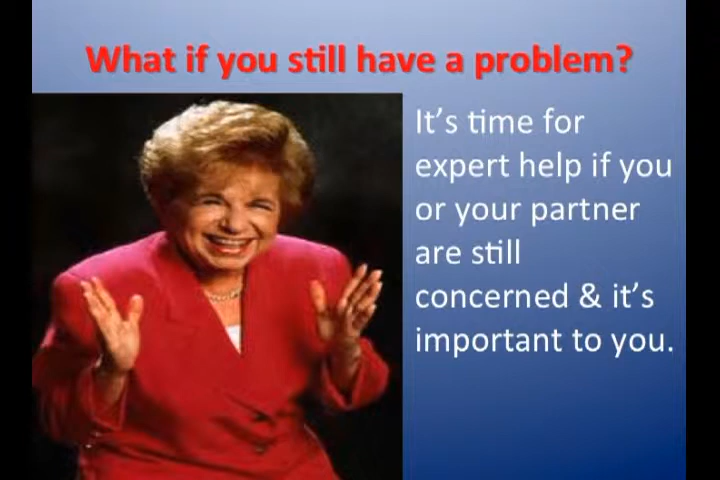 What if you still have a problem?
It's time for
expert help if you
or your partner
are still
concerned & it's
important to you.